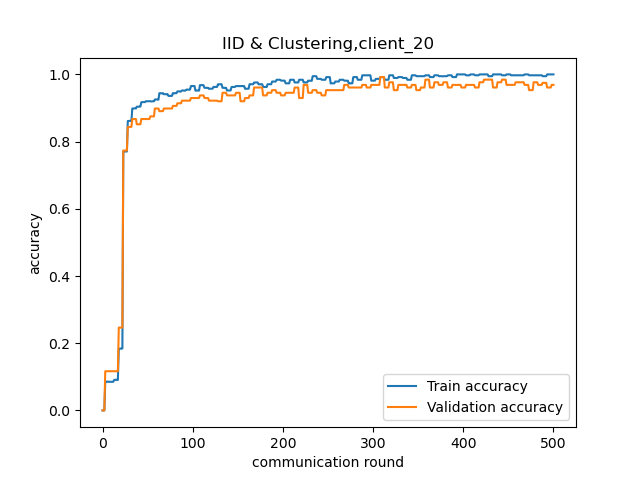 IID & Clustering,client_20
accuracy
1.0
0.8
0.6
0.4
0.2
0.0
0
100
200
300
400
500
communication round
Train accuracy
Validation accuracy